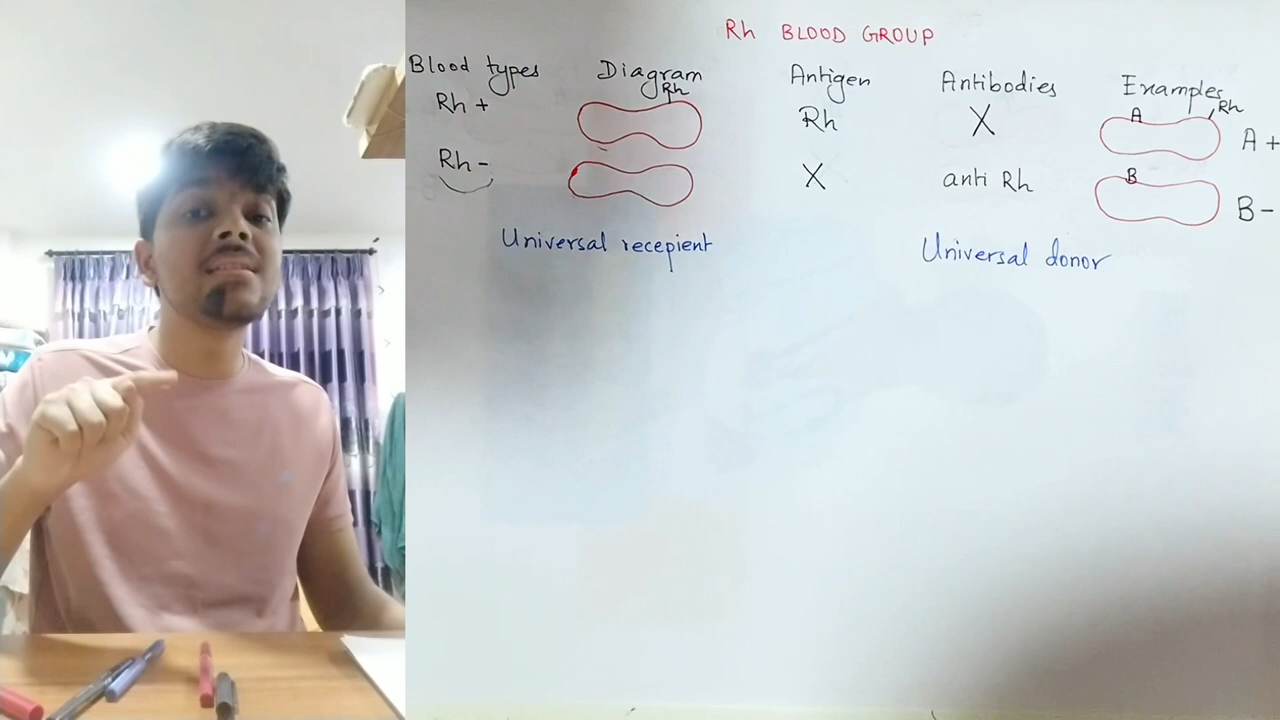 Rh BLOOD GROUP
Blood types Diagram Antigen Antibodies Examples
Rh + Rh Rh X A Rh A +
Rh - X anti Rh B B -
Universal recepient Universal donor